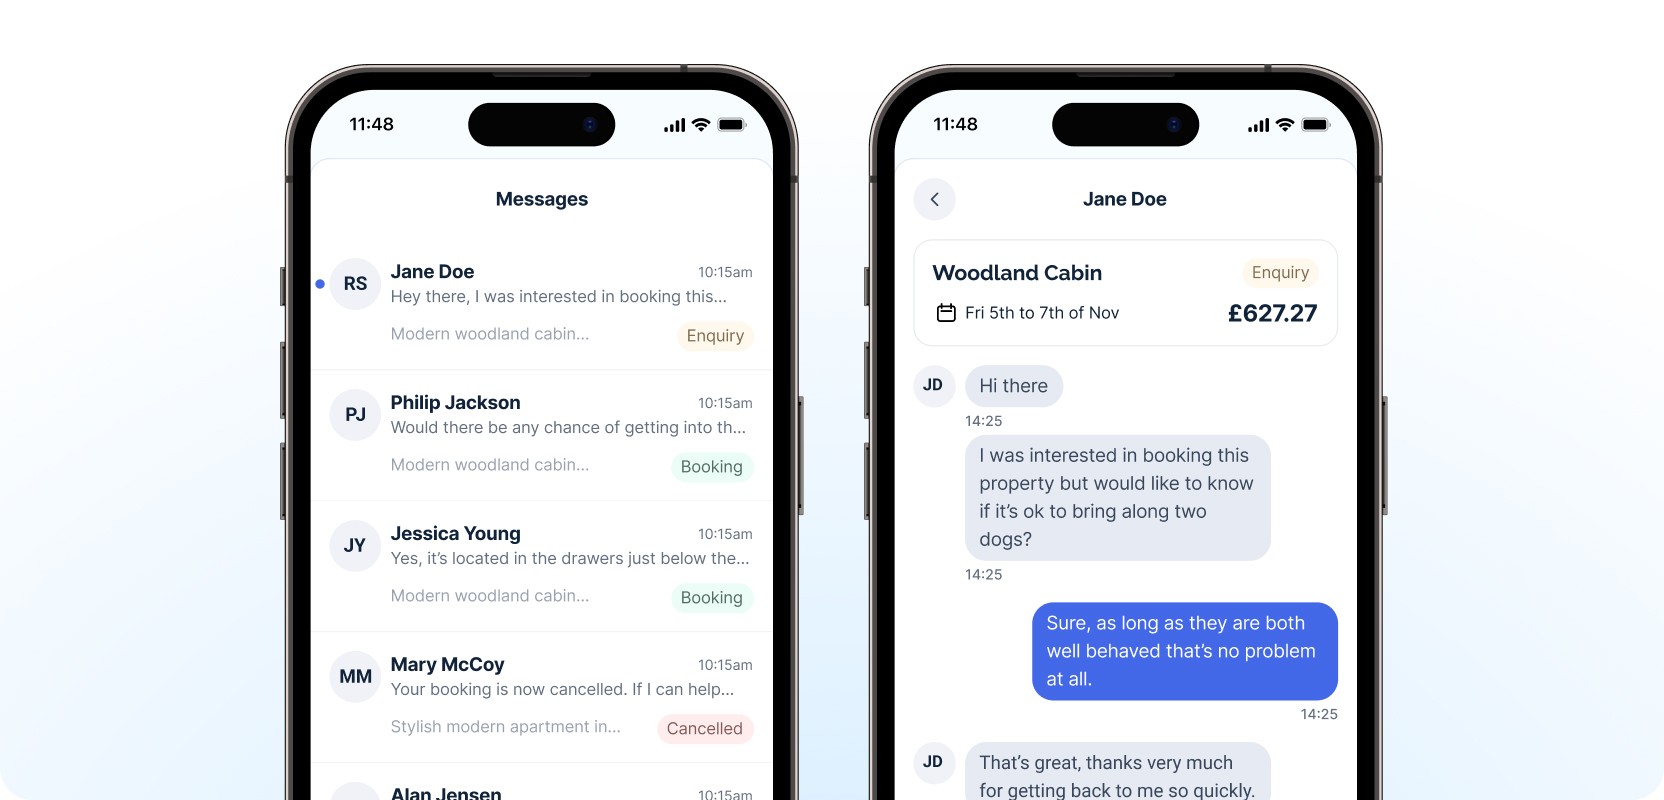 11:48
Messages
RS
Jane Doe
10:15am
Hey there, I was interested in booking this...
Modern woodland cabin...
Enquiry
PJ
Philip Jackson
10:15am
Would there be any chance of getting into th...
Modern woodland cabin...
Booking
JY
Jessica Young
10:15am
Yes, it’s located in the drawers just below the...
Modern woodland cabin...
Booking
MM
Mary McCoy
10:15am
Your booking is now cancelled. If I can help...
Stylish modern apartment in...
Cancelled
Alan Jensen
10:15am
11:48
Jane Doe
Woodland Cabin
Enquiry
Fri 5th to 7th of Nov
£627.27
JD
Hi there
14:25
I was interested in booking this
property but would like to know
if it’s ok to bring along two
dogs?
14:25
Sure, as long as they are both
well behaved that’s no problem
at all.
14:25
JD
That’s great, thanks very much
for getting back to me so quickly.